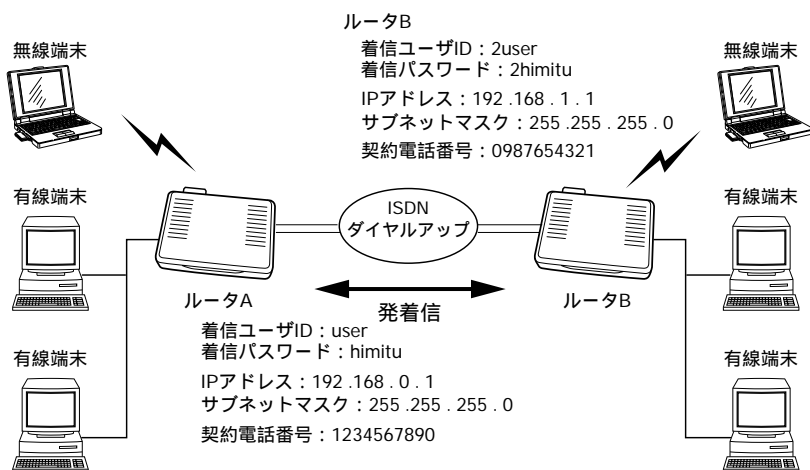 ルータB
着信ユーザID：2user
着信パスワード：2himitu
IPアドレス：192 .168 . 1 . 1
サブネットマスク：255 .255 . 255 . 0
契約電話番号：0987654321
無線端末
無線端末
有線端末
有線端末
ISDN
ダイヤルアップ
ルータA
発着信
ルータB
着信ユーザID：user
着信パスワード：himitu
IPアドレス：192 .168 . 0 . 1
サブネットマスク：255 .255 . 255 . 0
契約電話番号：1234567890
有線端末
有線端末